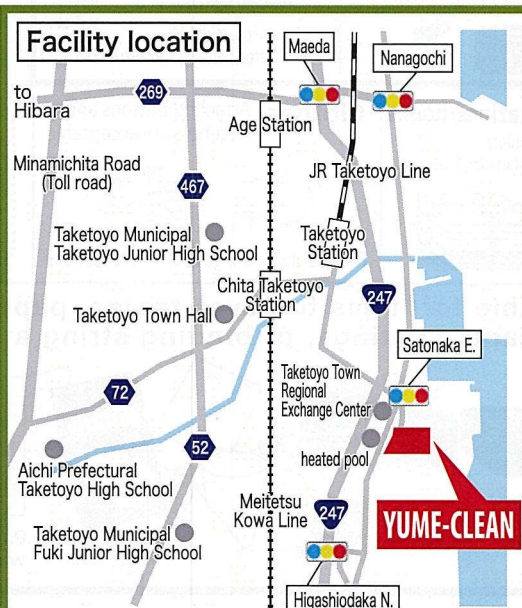 Facility location
Maeda
Nanagochi
to
Hibara
269
Age Station
Minamichita Road
(Toll road)
JR Taketoyo Line
467
Taketoyo Municipal
Taketoyo Junior High School
Taketoyo
Station
Chita Taketoyo
Station
247
Taketoyo Town Hall
Satonaka E.
Taketoyo Town
Regional
Exchange Center
72
52
heated pool
Aichi Prefectural
Taketoyo High School
Meitetsu
Kowa Line
247
YUME-CLEAN
Taketoyo Municipal
Fuki Junior High School
Higashiodaka N.